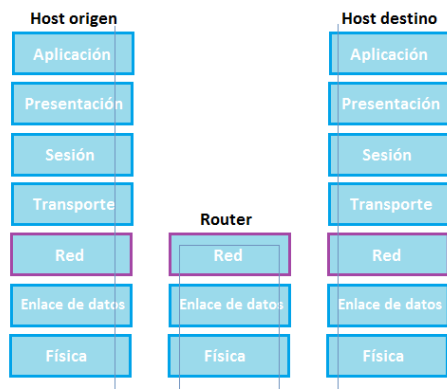 Host origen
Aplicación
Presentación
Sesión
Transporte
Red
Enlace de datos
Física
Router
Red
Enlace de datos
Física
Host destino
Aplicación
Presentación
Sesión
Transporte
Red
Enlace de datos
Física